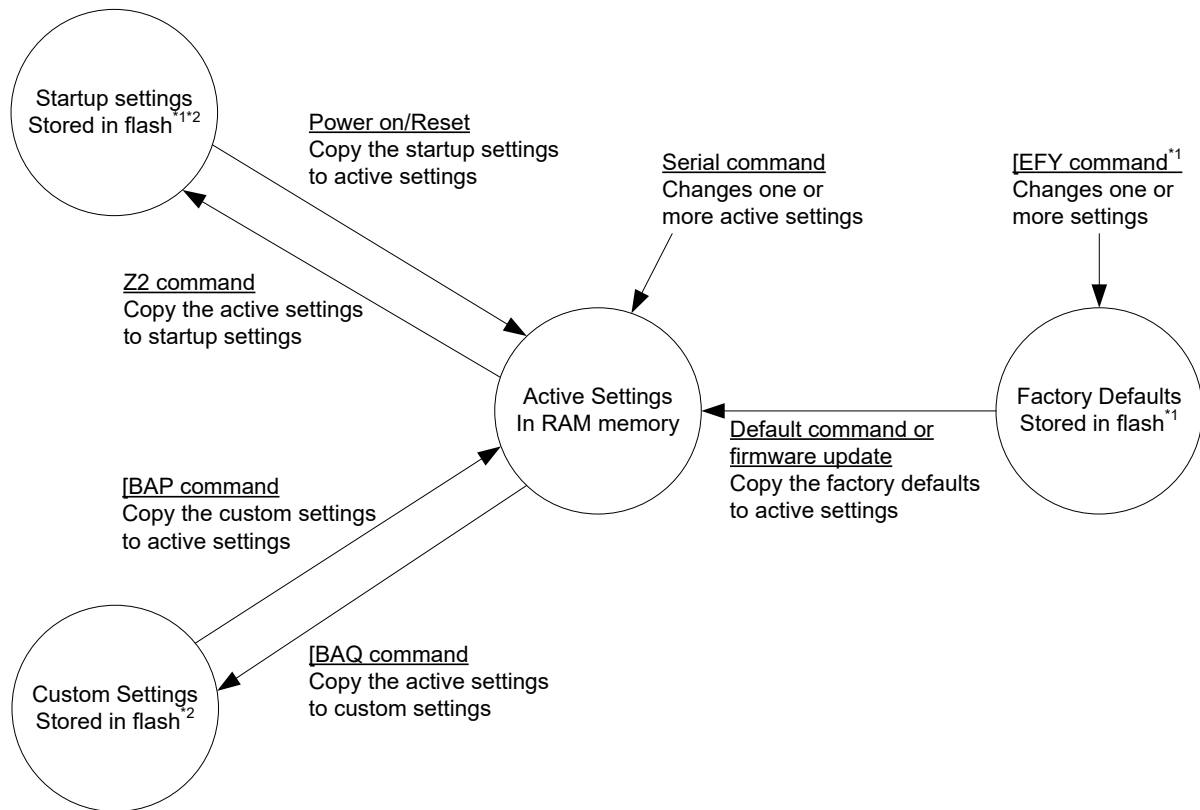 Startup settings
Stored in flash*1*2
Power on/Reset
Copy the startup settings
to active settings
Serial command
Changes one or
more active settings
[EFY command*1
Changes one or
more settings
Z2 command
Copy the active settings
to startup settings
Active Settings
In RAM memory
Factory Defaults
Stored in flash*1
Default command or
firmware update
Copy the factory defaults
to active settings
[BAP command
Copy the custom settings
to active settings
[BAQ command
Copy the active settings
to custom settings
Custom Settings
Stored in flash*2